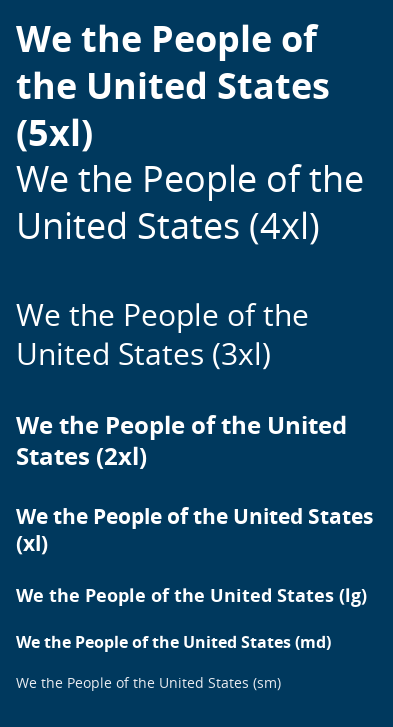 We the People of
the United States
(5xl)
We the People of the
United States (4xl)
We the People of the
United States (3xl)
We the People of the United
States (2xl)
We the People of the United States
(xl)
We the People of the United States (lg)
We the People of the United States (md)
We the People of the United States (sm)